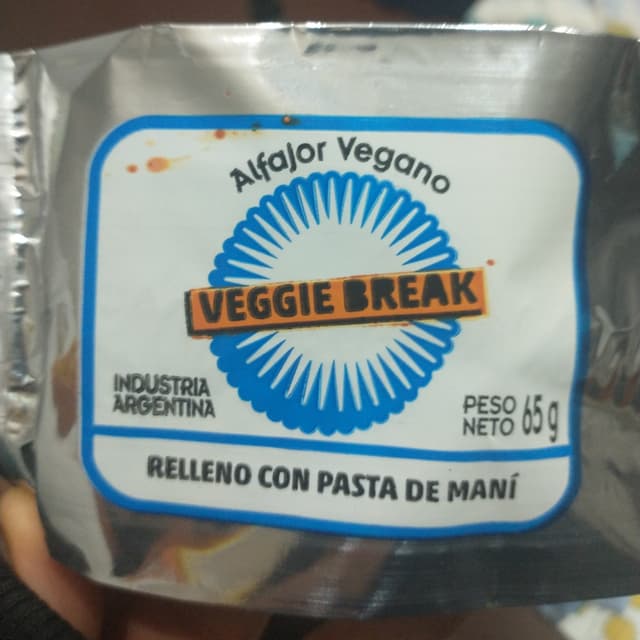 Alfajor Vegano
VEGGIE BREAK
INDUSTRIA
ARGENTINA
PESO
NETO 65 g
RELLENO CON PASTA DE MANÍ